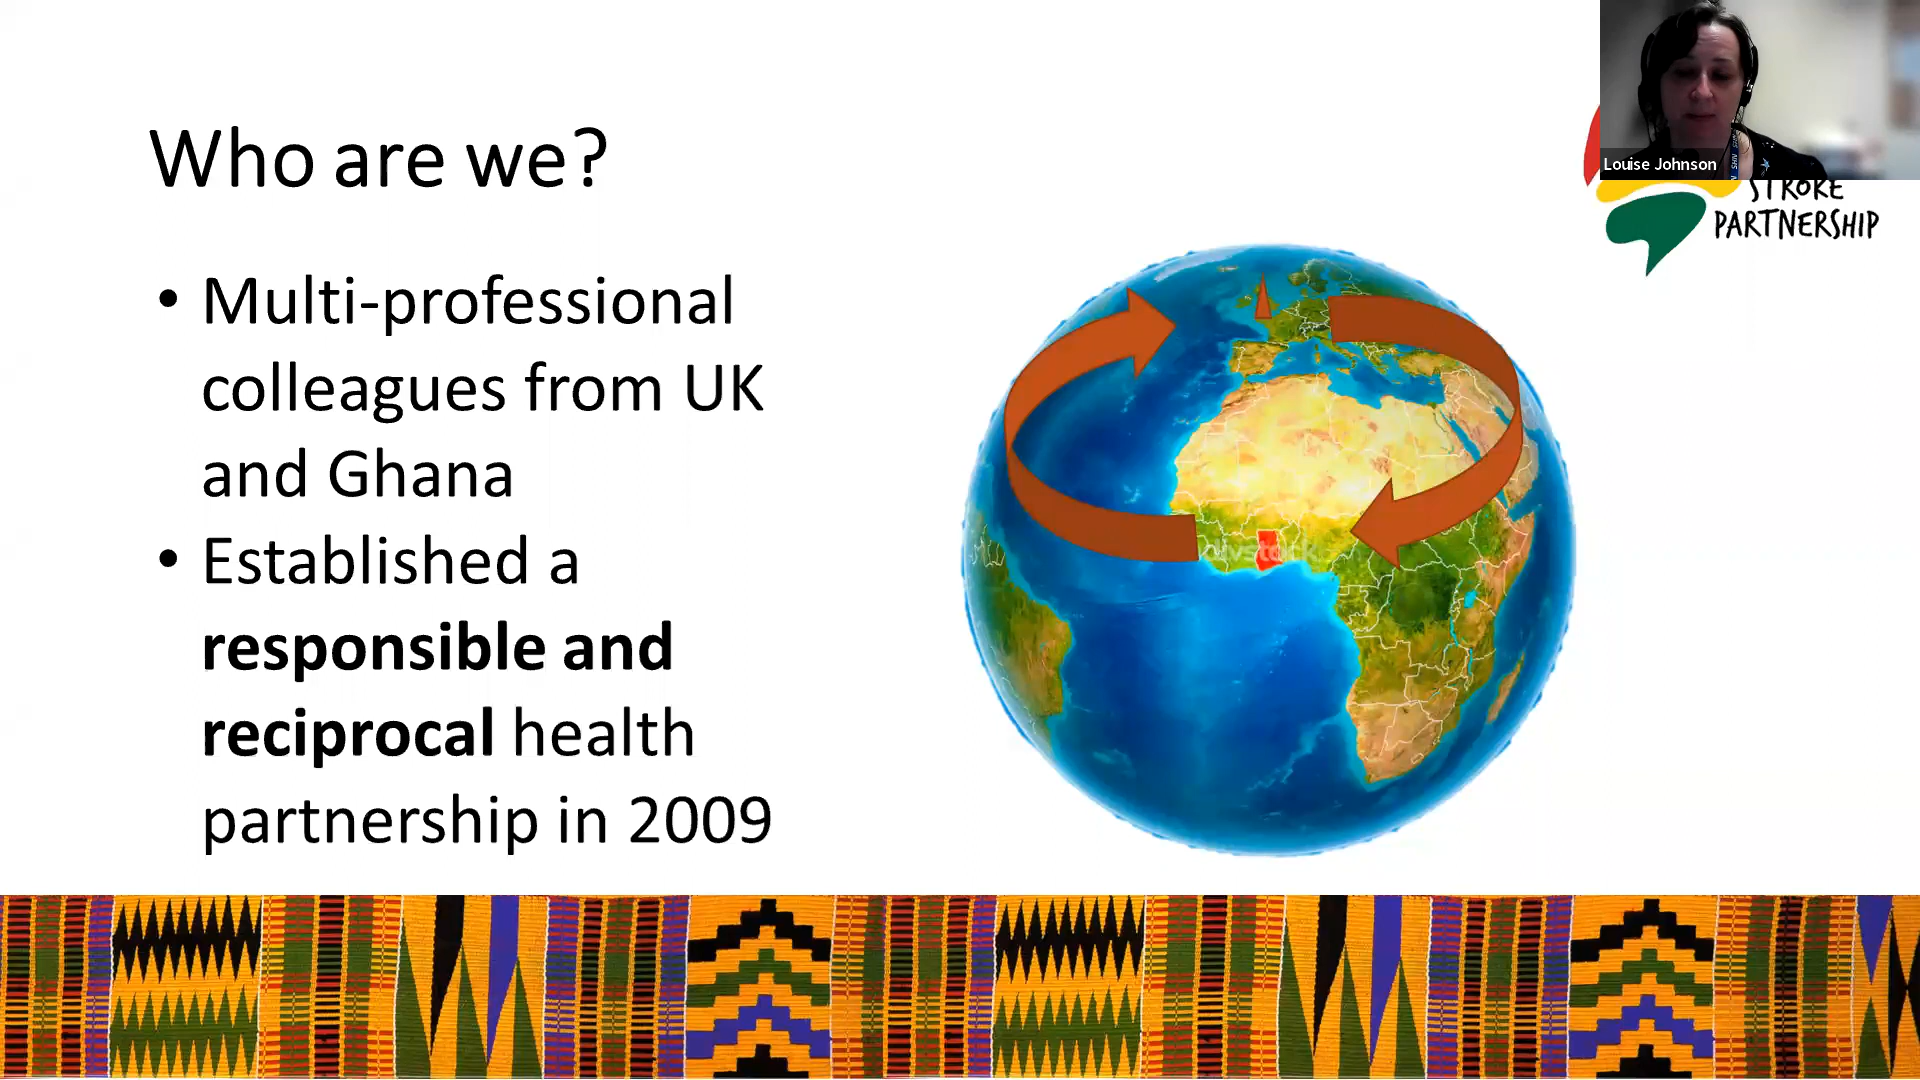 Louise Johnson
STROKE
PARTNERSHIP
Who are we?
• Multi-professional
colleagues from UK
and Ghana
• Established a
responsible and
reciprocal health
partnership in 2009